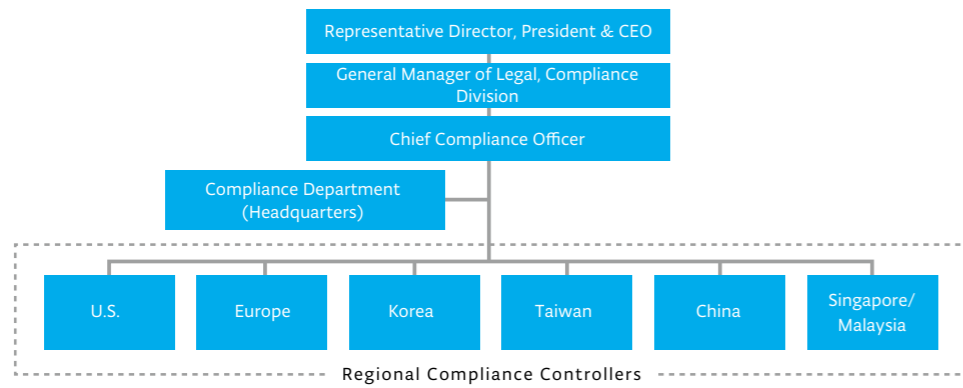 Representative Director, President & CEO
General Manager of Legal, Compliance
Division
Chief Compliance Officer
Compliance Department
(Headquarters)
U.S.
Europe
Korea
Taiwan
China
Singapore/
Malaysia
Regional Compliance Controllers